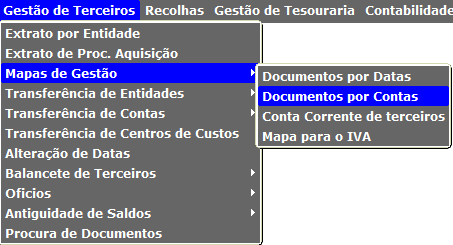 Gestão de Terceiros Recolhas Gestão de Tesouraria Contabilidade
Extrato por Entidade
Extrato de Proc. Aquisição
Mapas de Gestão
Transferência de Entidades
Transferência de Contas
Transferência de Centros de Custos
Alteração de Datas
Balancete de Terceiros
Oficios
Antiguidade de Saldos
Procura de Documentos
Documentos por Datas
Documentos por Contas
Conta Corrente de terceiros
Mapa para o IVA